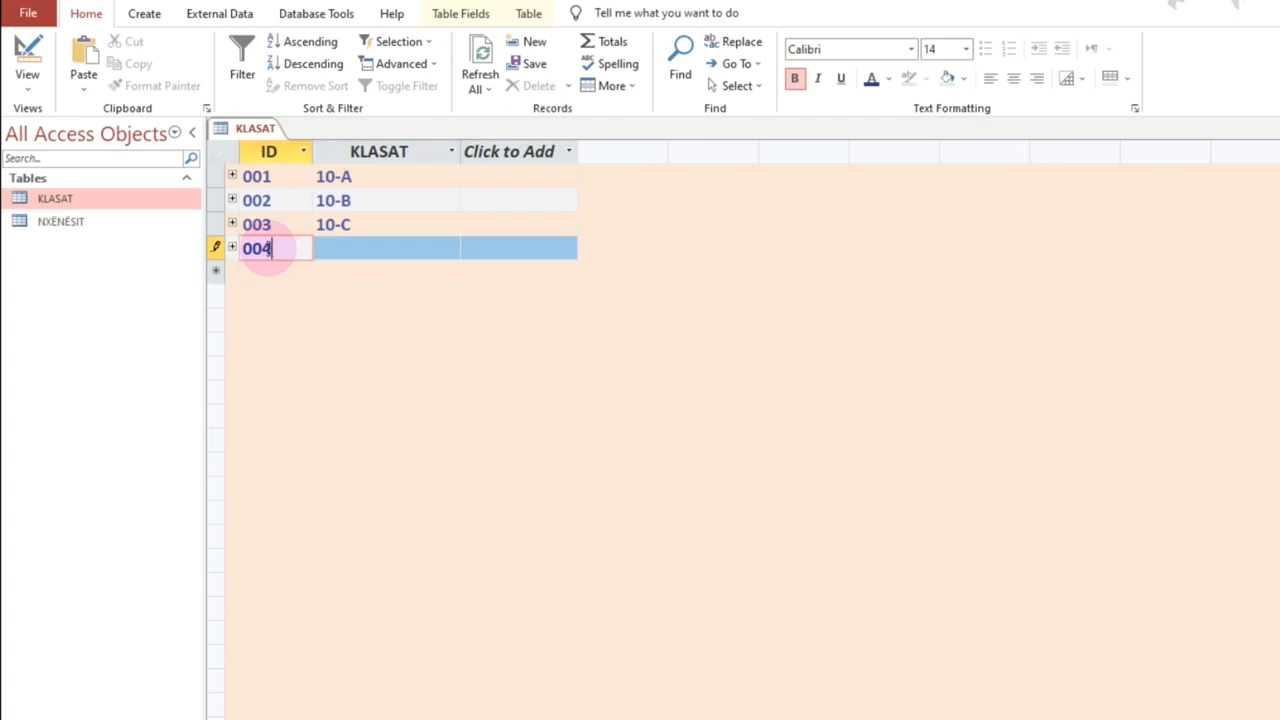 File Home Create External Data Database Tools Help Table Fields Table Tell me what you want to do
View
Views
Paste
Cut
Copy
Format Painter
Clipboard
Filter
Ascending
Descending
Remove Sort
Selection
Advanced
Toggle Filter
Sort & Filter
Refresh
All
New
Save
Delete
Totals
Spelling
More
Records
Find
Replace
Go To
Select
Find
Calibri 14
B I U A
Text Formatting
All Access Objects
Search...
Tables
KLASAT
NXËNËSIT
KLASAT
ID KLASAT Click to Add
001 10-A
002 10-B
003 10-C
004